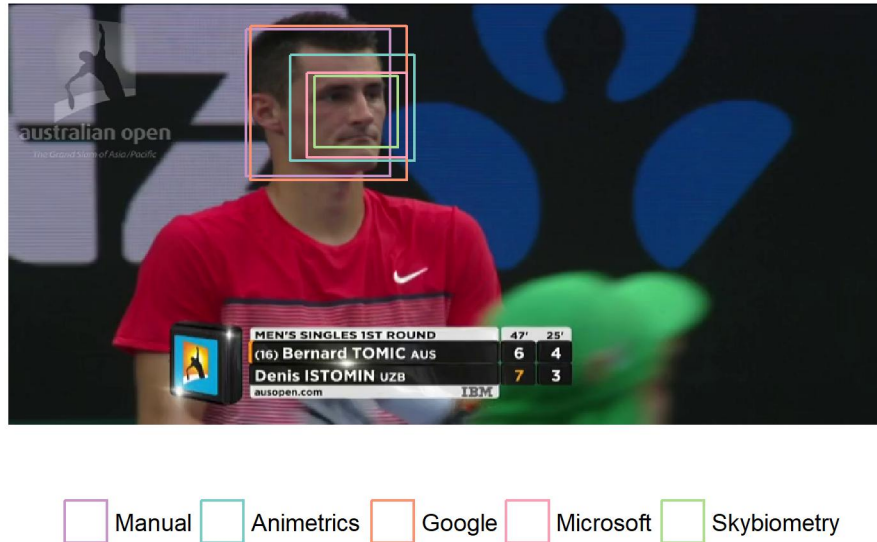 australian open
The Grand Slam of Asia/Pacific
MEN'S SINGLES 1ST ROUND 47' 25'
(16) Bernard TOMIC AUS 6 4
Denis ISTOMIN UZB 7 3
ausopen.com IBM
Manual Animetrics Google Microsoft Skybiometry